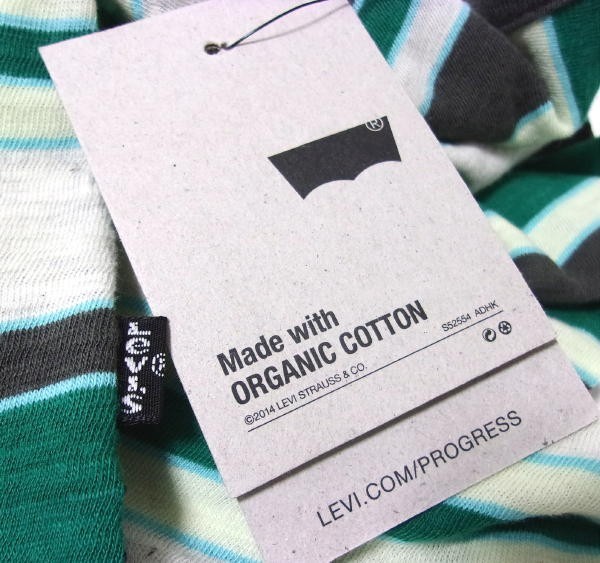 ®
Made with
ORGANIC COTTON
©2014 LEVI STRAUSS & CO.
S52554 ADHK
LEVI.COM/PROGRESS
LEVI'S®